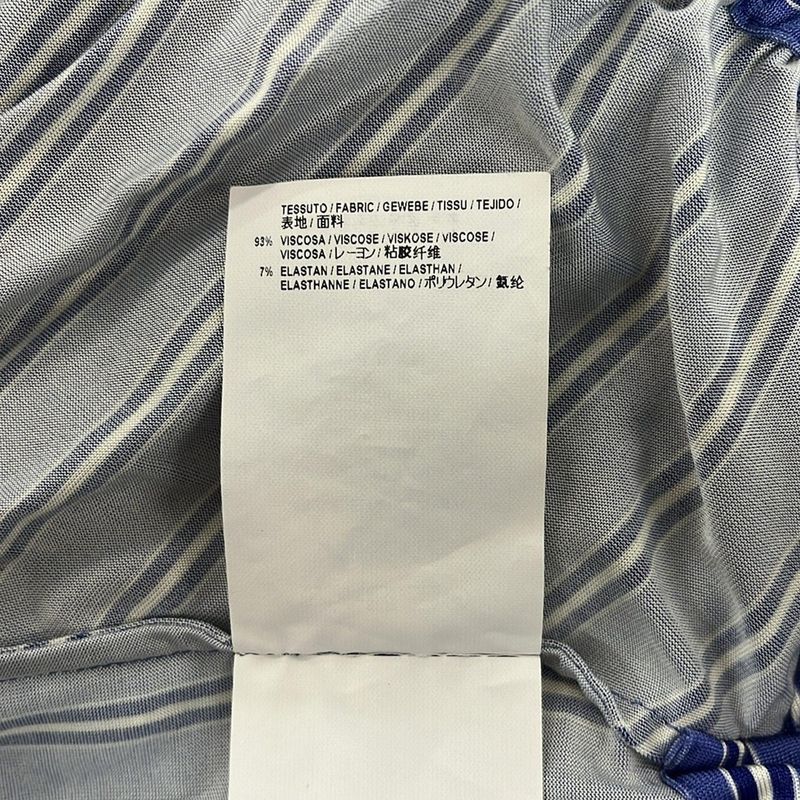 TESSUTO / FABRIC / GEWEBE / TISSU / TEJIDO /
表地 / 面料
93% VISCOSA / VISCOSE / VISKOSE / VISCOSE /
VISCOSA / レーヨン / 粘胶纤维
7% ELASTAN / ELASTANE / ELASTHAN /
ELASTHANNE / ELASTANO / ポリウレタン / 氨纶